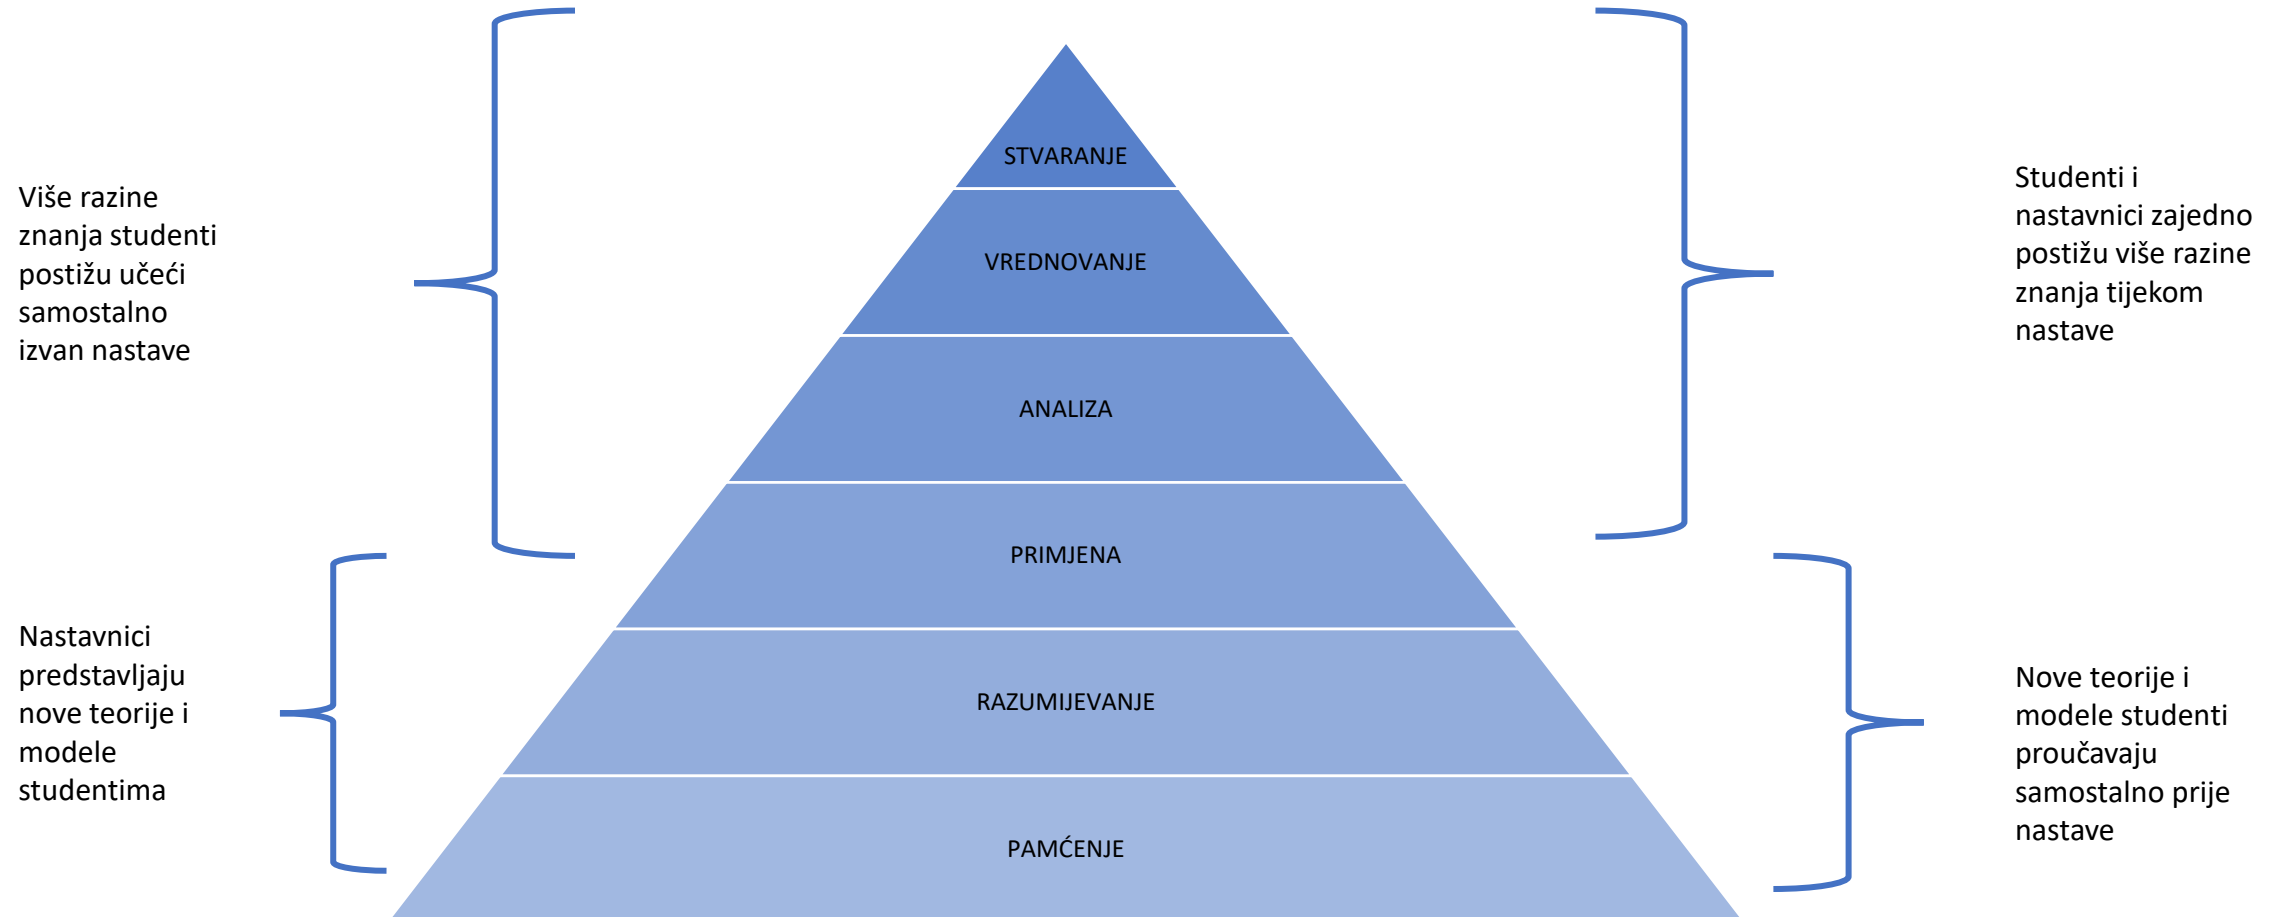 Više razine
znanja studenti
postižu učeći
samostalno
izvan nastave
Nastavnici
predstavljaju
nove teorije i
modele
studentima
STVARANJE
VREDNOVANJE
ANALIZA
PRIMJENA
RAZUMIJEVANJE
PAMĆENJE
Studenti i
nastavnici zajedno
postižu više razine
znanja tijekom
nastave
Nove teorije i
modele studenti
proučavaju
samostalno prije
nastave